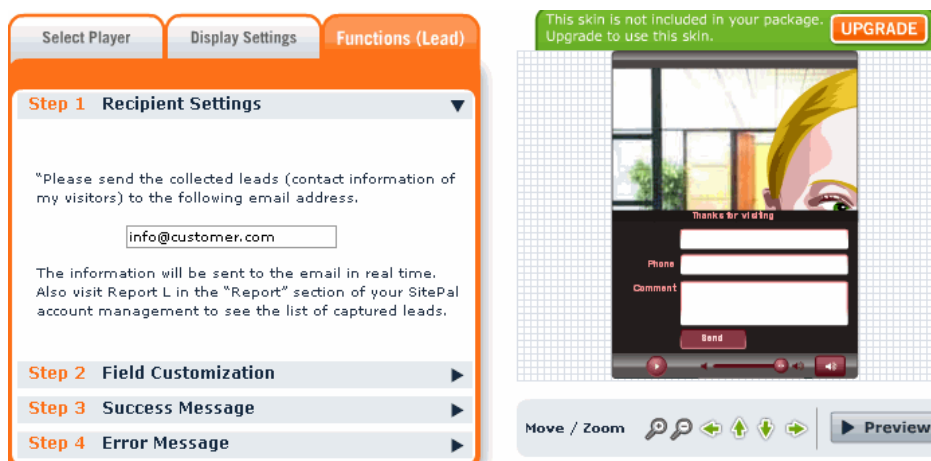 Select Player
Display Settings
Functions (Lead)
Step 1 Recipient Settings
"Please send the collected leads (contact information of
my visitors) to the following email address.
info@customer.com
The information will be sent to the email in real time.
Also visit Report L in the "Report" section of your SitePal
account management to see the list of captured leads.
Step 2 Field Customization
Step 3 Success Message
Step 4 Error Message
This skin is not included in your package.
Upgrade to use this skin.
UPGRADE
Thanks for visiting
Phone
Comment
Send
Move / Zoom
Preview